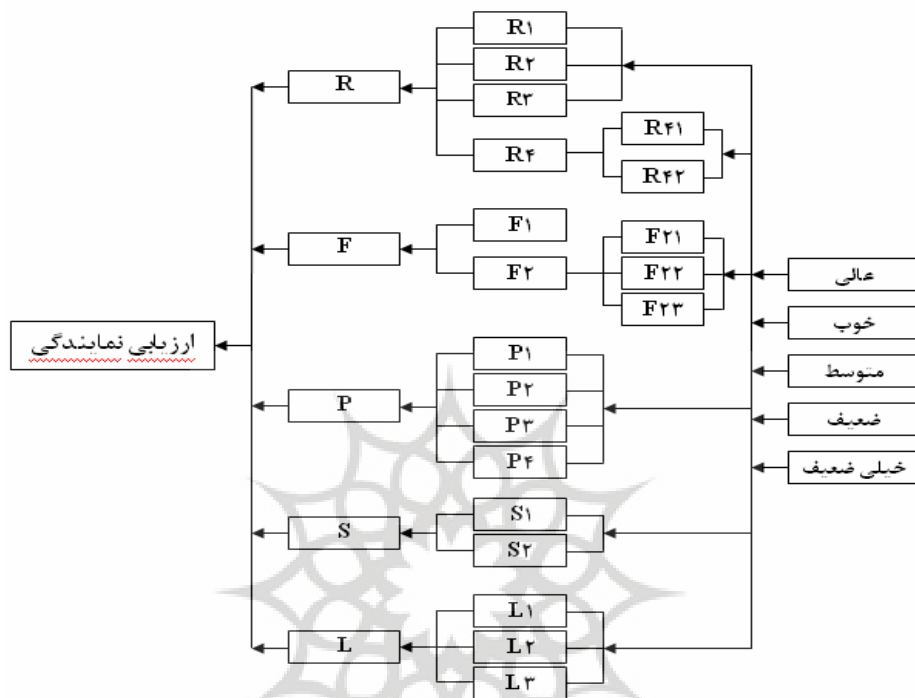 ارزیابی نمایندگی
R
F
P
S
L
R۱
R۲
R۳
R۴
F۱
F۲
P۱
P۲
P۳
P۴
S۱
S۲
L۱
L۲
L۳
R۴۱
R۴۲
F۲۱
F۲۲
F۲۳
عالی
خوب
متوسط
ضعیف
خیلی ضعیف